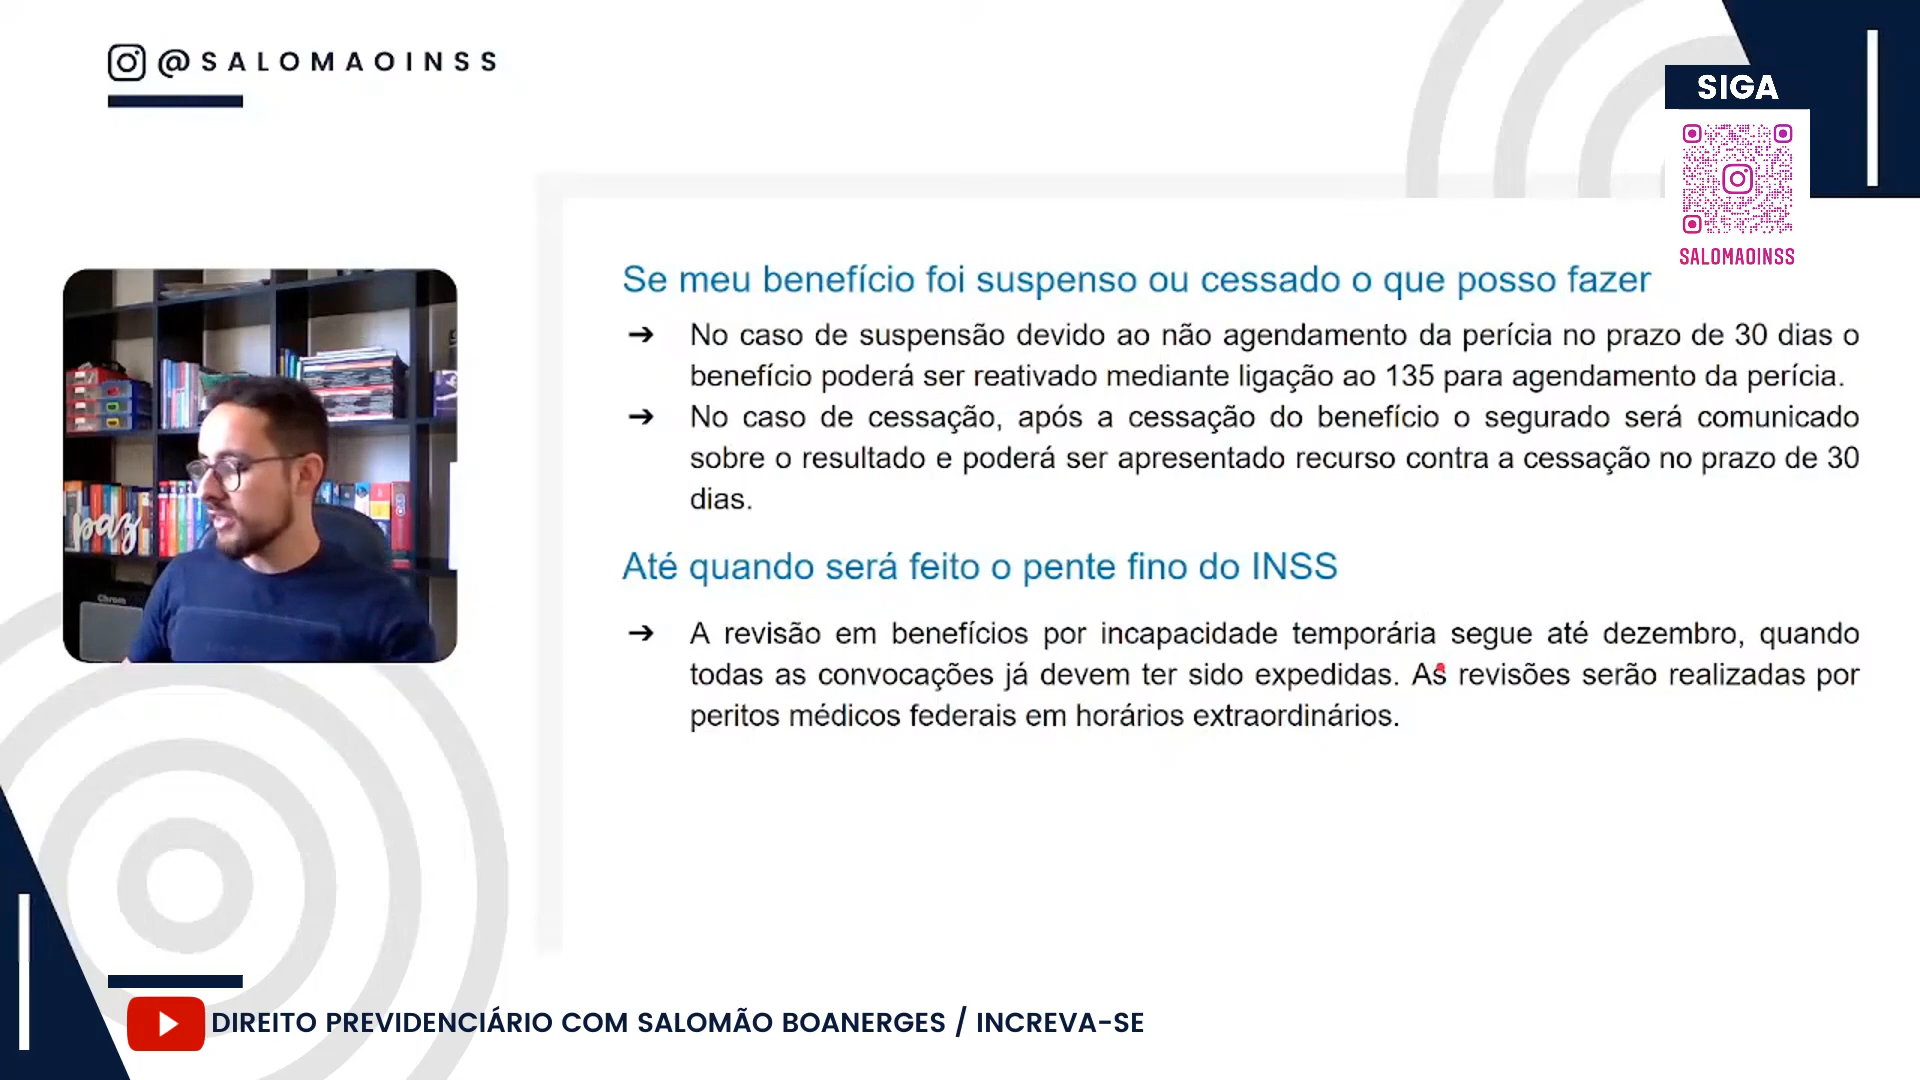 @SALOMAOINSS
SIGA
SALOMAOINSS
Se meu benefício foi suspenso ou cessado o que posso fazer
➔ No caso de suspensão devido ao não agendamento da perícia no prazo de 30 dias o
benefício poderá ser reativado mediante ligação ao 135 para agendamento da perícia.
➔ No caso de cessação, após a cessação do benefício o segurado será comunicado
sobre o resultado e poderá ser apresentado recurso contra a cessação no prazo de 30
dias.
Até quando será feito o pente fino do INSS
➔ A revisão em benefícios por incapacidade temporária segue até dezembro, quando
todas as convocações já devem ter sido expedidas. As revisões serão realizadas por
peritos médicos federais em horários extraordinários.
paz
Chrom
DIREITO PREVIDENCIÁRIO COM SALOMÃO BOANERGES / INCREVA-SE